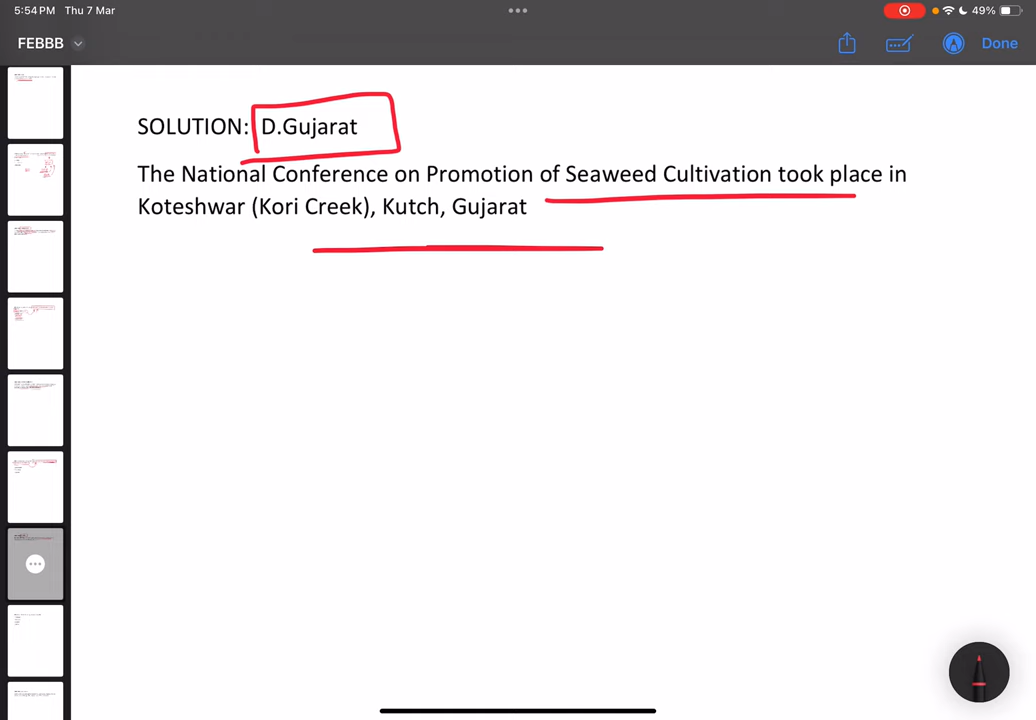 5:54 PM Thu 7 Mar
49%
FEBBB
Done
SOLUTION: D.Gujarat
The National Conference on Promotion of Seaweed Cultivation took place in
Koteshwar (Kori Creek), Kutch, Gujarat